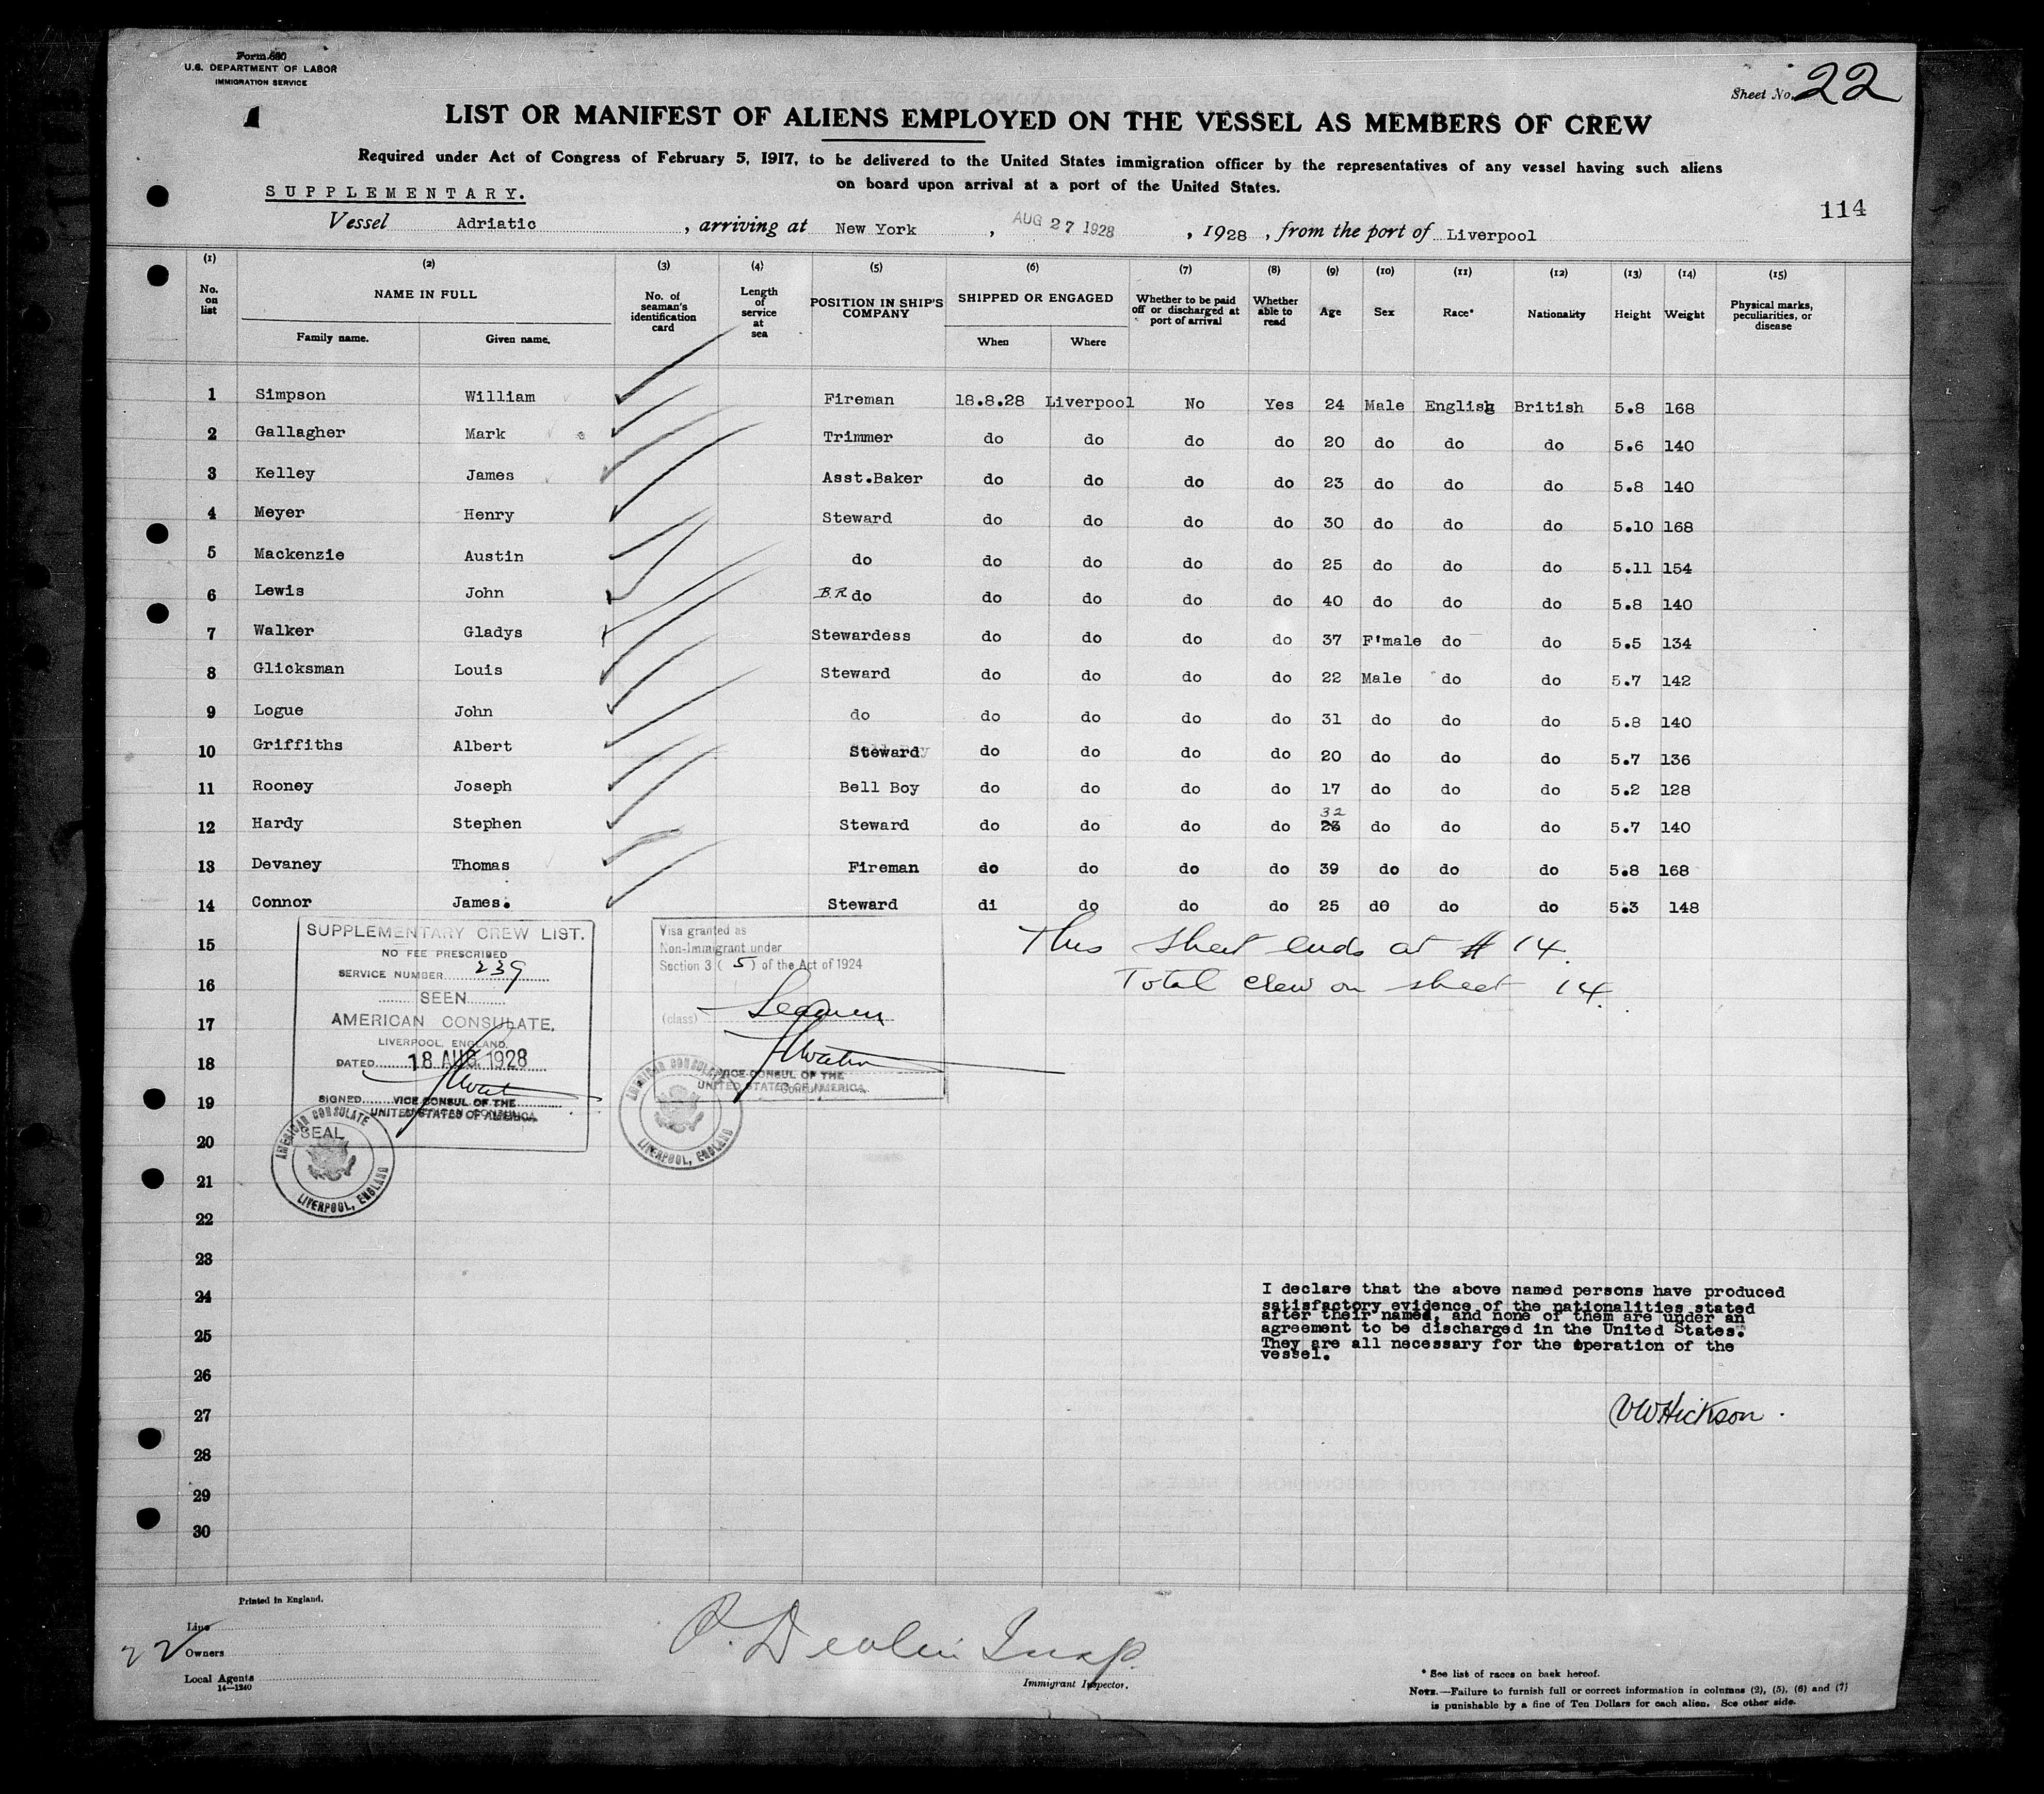 Form 680
U.S. DEPARTMENT OF LABOR
IMMIGRATION SERVICE
1
Sheet No. 22
LIST OR MANIFEST OF ALIENS EMPLOYED ON THE VESSEL AS MEMBERS OF CREW
Required under Act of Congress of February 5, 1917, to be delivered to the United States immigration officer by the representatives of any vessel having such aliens
on board upon arrival at a port of the United States.
SUPPLEMENTARY.
114
Vessel Adriatic , arriving at New York , AUG 27 1928 , 1928 , from the port of Liverpool
(1) (2) (3) (4) (5) (6) (7) (8) (9) (10) (11) (12) (13) (14) (15)
No. on list NAME IN FULL Family name. Given name. No. of seaman's identification card Length of service at sea POSITION IN SHIP'S COMPANY SHIPPED OR ENGAGED When Where Whether to be paid off or discharged at port of arrival Whether able to read Age Sex Race* Nationality Height Weight Physical marks, peculiarities, or disease
1 Simpson William Fireman 18.8.28 Liverpool No Yes 24 Male English British 5.8 168
2 Gallagher Mark Trimmer do do do do 20 do do do 5.6 140
3 Kelley James Asst.Baker do do do do 23 do do do 5.8 140
4 Meyer Henry Steward do do do do 30 do do do 5.10 168
5 Mackenzie Austin do do do do do 25 do do do 5.11 154
6 Lewis John B.R do do do do do 40 do do do 5.8 140
7 Walker Gladys Stewardess do do do do 37 F'male do do 5.5 134
8 Glicksman Louis Steward do do do do 22 Male do do 5.7 142
9 Logue John do do do do do 31 do do do 5.8 140
10 Griffiths Albert Steward do do do do 20 do do do 5.7 136
11 Rooney Joseph Bell Boy do do do do 17 do do do 5.2 128
12 Hardy Stephen Steward do do do do 23 32 do do do 5.7 140
13 Devaney Thomas Fireman do do do do 39 do do do 5.8 168
14 Connor James. Steward di do do do 25 do do do 5.3 148
15
16
17
18
19
20
21
22
23
24
25
26
27
28
29
30
This sheet ends at # 14.
Total crew on sheet 14.
SUPPLEMENTARY CREW LIST.
NO FEE PRESCRIBED
SERVICE NUMBER 239
SEEN
AMERICAN CONSULATE,
LIVERPOOL, ENGLAND.
DATED 18 AUG. 1928
SIGNED VICE CONSUL OF THE
UNITED STATES OF AMERICA
SEAL
AMERICAN CONSULATE
LIVERPOOL, ENGLAND
Visa granted as
Non-Immigrant under
Section 3 (5) of the Act of 1924
(class) Seamen
VICE CONSUL OF THE
UNITED STATES OF AMERICA
AMERICAN CONSULATE
LIVERPOOL, ENGLAND
I declare that the above named persons have produced
satisfactory evidence of the nationalities stated
after their named, and none of them are under an
agreement to be discharged in the United States.
They are all necessary for the operation of the
vessel.
VWHickson.
Printed in England.
Line
Owners
Local Agents
14—1240
22
Devlin Insp.
Immigrant Inspector.
* See list of races on back hereof.
NOTE.—Failure to furnish full or correct information in columns (2), (5), (6) and (7)
is punishable by a fine of Ten Dollars for each alien. See other side.